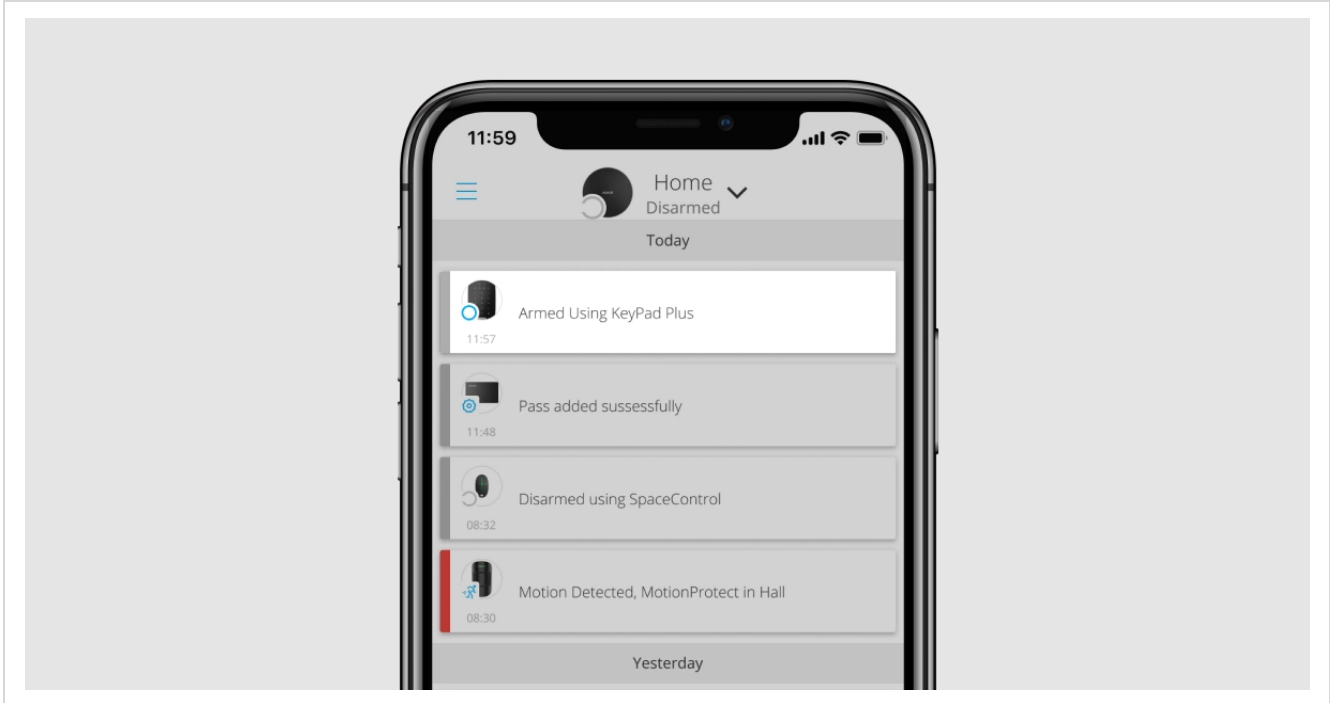 11:59
Home
Disarmed
Today
Armed Using KeyPad Plus
11:57
Pass added sussessfully
11:48
Disarmed using SpaceControl
08:32
Motion Detected, MotionProtect in Hall
08:30
Yesterday